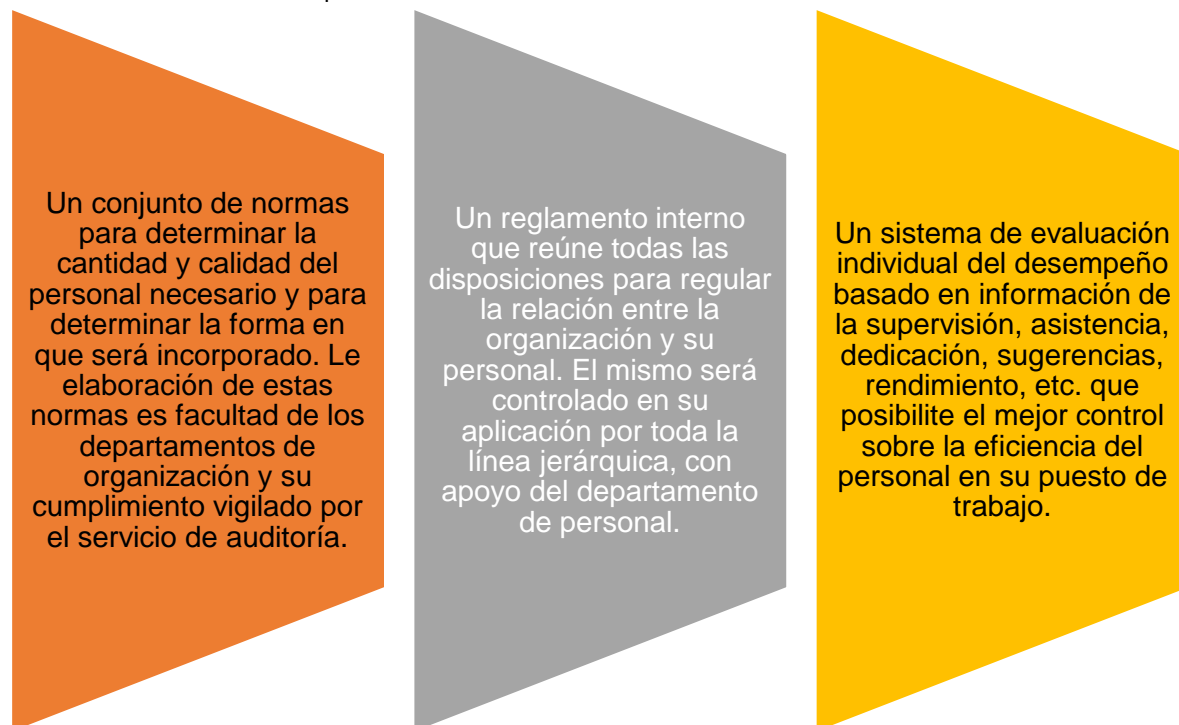 Un conjunto de normas
para determinar la
cantidad y calidad del
personal necesario y para
determinar la forma en
que será incorporado. Le
elaboración de estas
normas es facultad de los
departamentos de
organización y su
cumplimiento vigilado por
el servicio de auditoría.
Un reglamento interno
que reúne todas las
disposiciones para regular
la relación entre la
organización y su
personal. El mismo será
controlado en su
aplicación por toda la
línea jerárquica, con
apoyo del departamento
de personal.
Un sistema de evaluación
individual del desempeño
basado en información de
la supervisión, asistencia,
dedicación, sugerencias,
rendimiento, etc. que
posibilite el mejor control
sobre la eficiencia del
personal en su puesto de
trabajo.